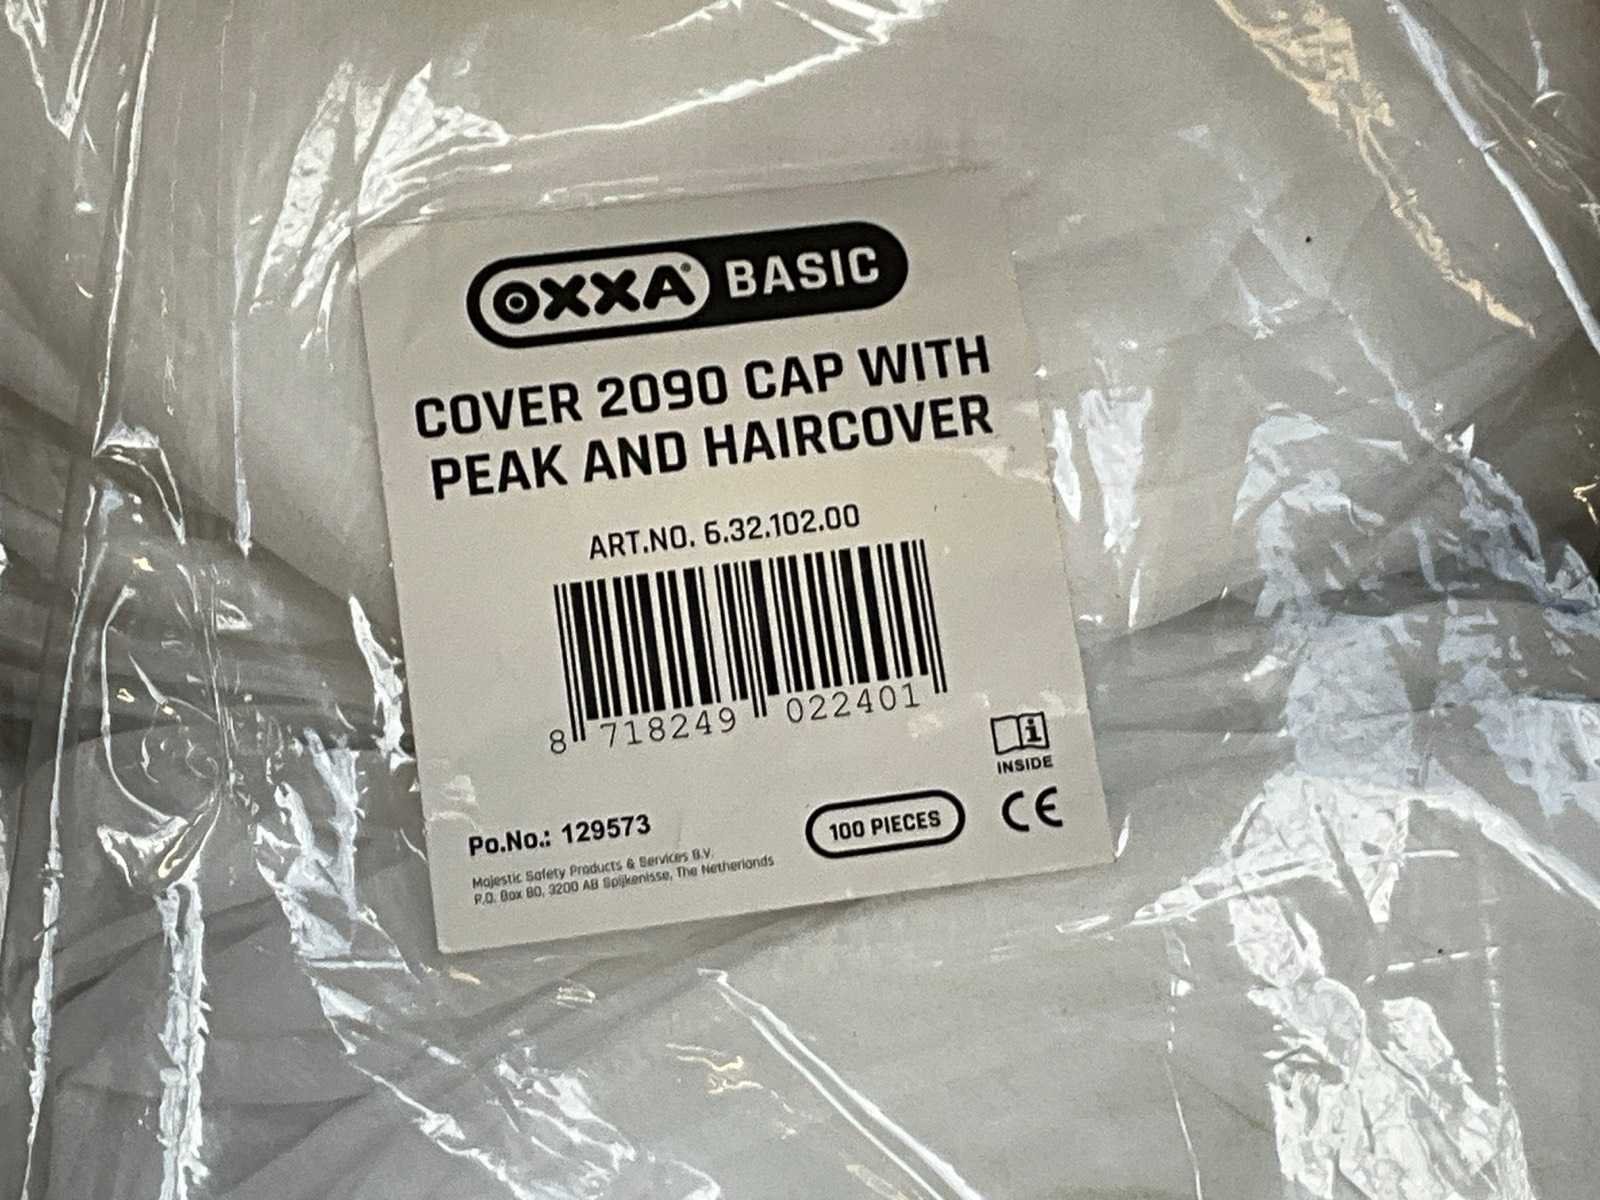 OXXA® BASIC
COVER 2090 CAP WITH
PEAK AND HAIRCOVER
ART.NO. 6.32.102.00
8 718249 022401
i
INSIDE
Po.No.: 129573
100 PIECES
CE
Majestic Safety Products & Services B.V.
P.O. Box 80, 3200 AB Spijkenisse, The Netherlands